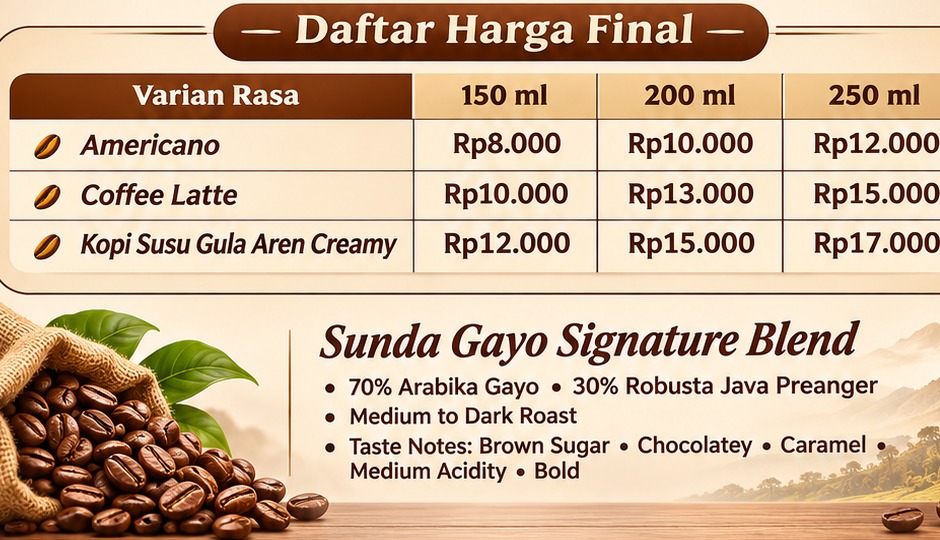 — Daftar Harga Final —
Varian Rasa 150 ml 200 ml 250 ml
Americano Rp8.000 Rp10.000 Rp12.000
Coffee Latte Rp10.000 Rp13.000 Rp15.000
Kopi Susu Gula Aren Creamy Rp12.000 Rp15.000 Rp17.000
Sunda Gayo Signature Blend
• 70% Arabika Gayo • 30% Robusta Java Preanger
• Medium to Dark Roast
• Taste Notes: Brown Sugar • Chocolatey • Caramel •
Medium Acidity • Bold